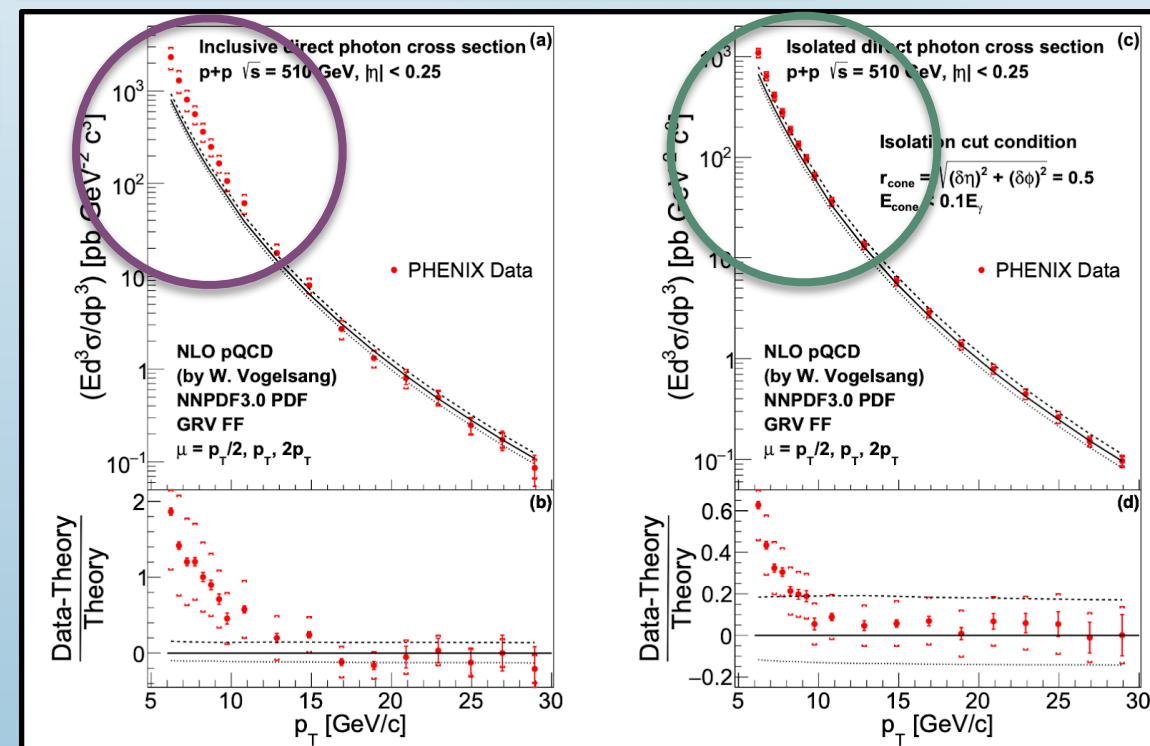 Inclusive direct photon cross section (a)
p+p √s = 510 GeV, |η| < 0.25
(Ed³σ/dp³) [pb GeV⁻² c³]
10³
10²
10
1
10⁻¹
PHENIX Data
NLO pQCD
(by W. Vogelsang)
NNPDF3.0 PDF
GRV FF
μ = p_T/2, p_T, 2p_T
(b)
Data-Theory
Theory
2
1
0
5 10 15 20 25 30
p_T [GeV/c]
Isolated direct photon cross section (c)
p+p √s = 510 GeV, |η| < 0.25
Isolation cut condition
r_cone = √(δη)² + (δϕ)² = 0.5
E_cone < 0.1E_γ
(Ed³σ/dp³) [pb GeV⁻² c³]
10³
10²
10
1
10⁻¹
PHENIX Data
NLO pQCD
(by W. Vogelsang)
NNPDF3.0 PDF
GRV FF
μ = p_T/2, p_T, 2p_T
(d)
Data-Theory
Theory
0.6
0.4
0.2
0
−0.2
5 10 15 20 25 30
p_T [GeV/c]